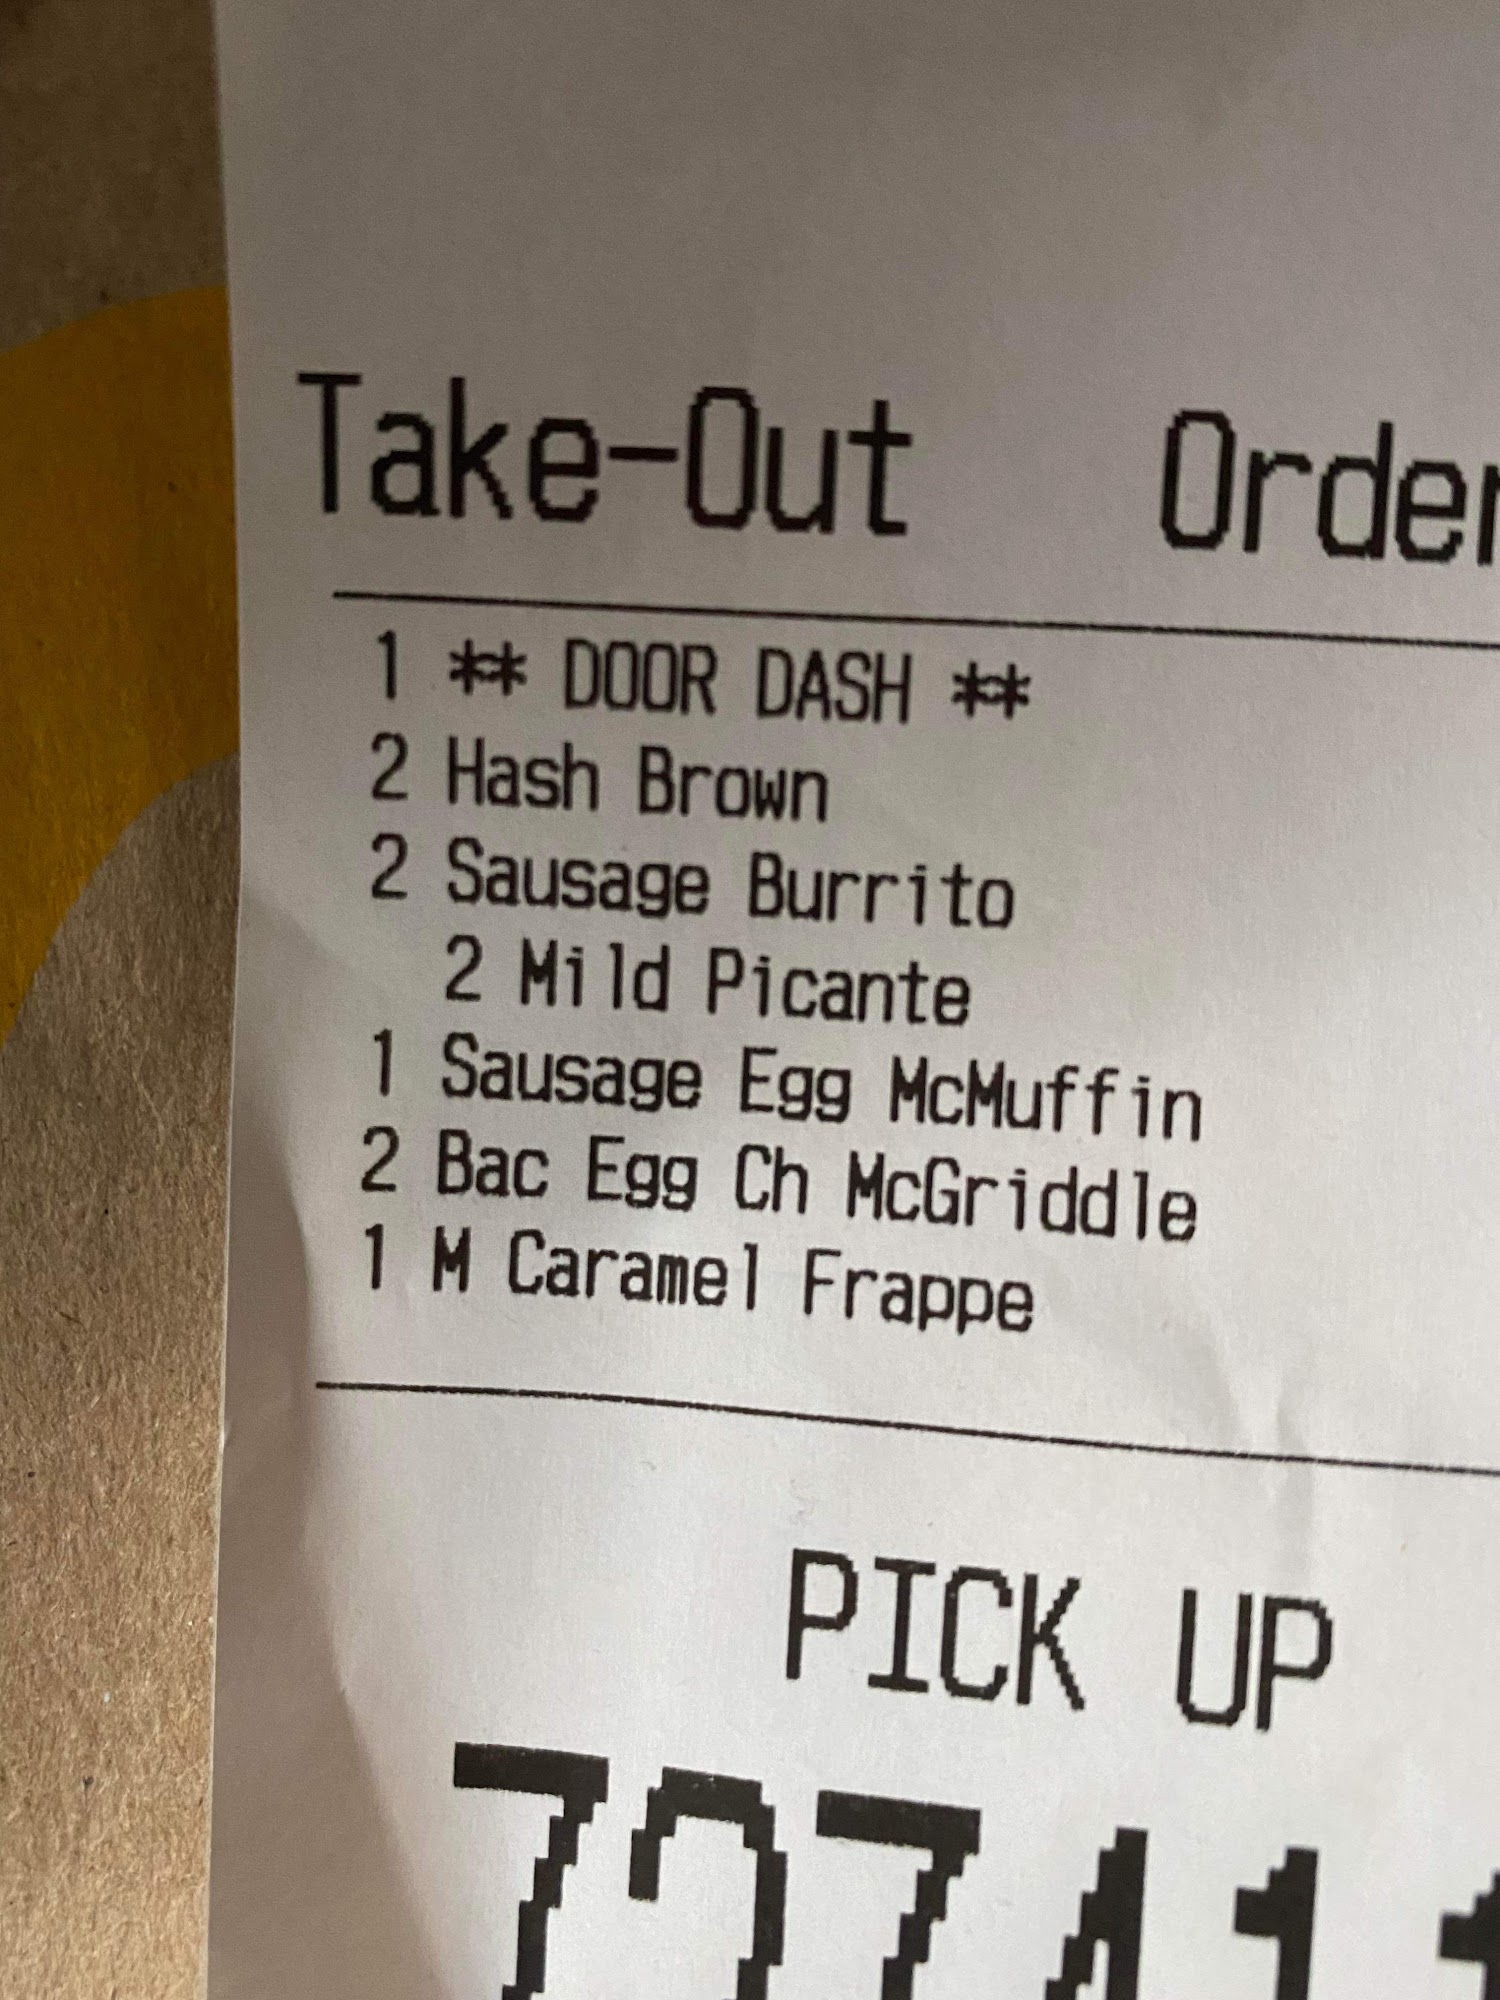 Take-Out Order
1 ** DOOR DASH **
2 Hash Brown
2 Sausage Burrito
2 Mild Picante
1 Sausage Egg McMuffin
2 Bac Egg Ch McGriddle
1 M Caramel Frappe
PICK UP